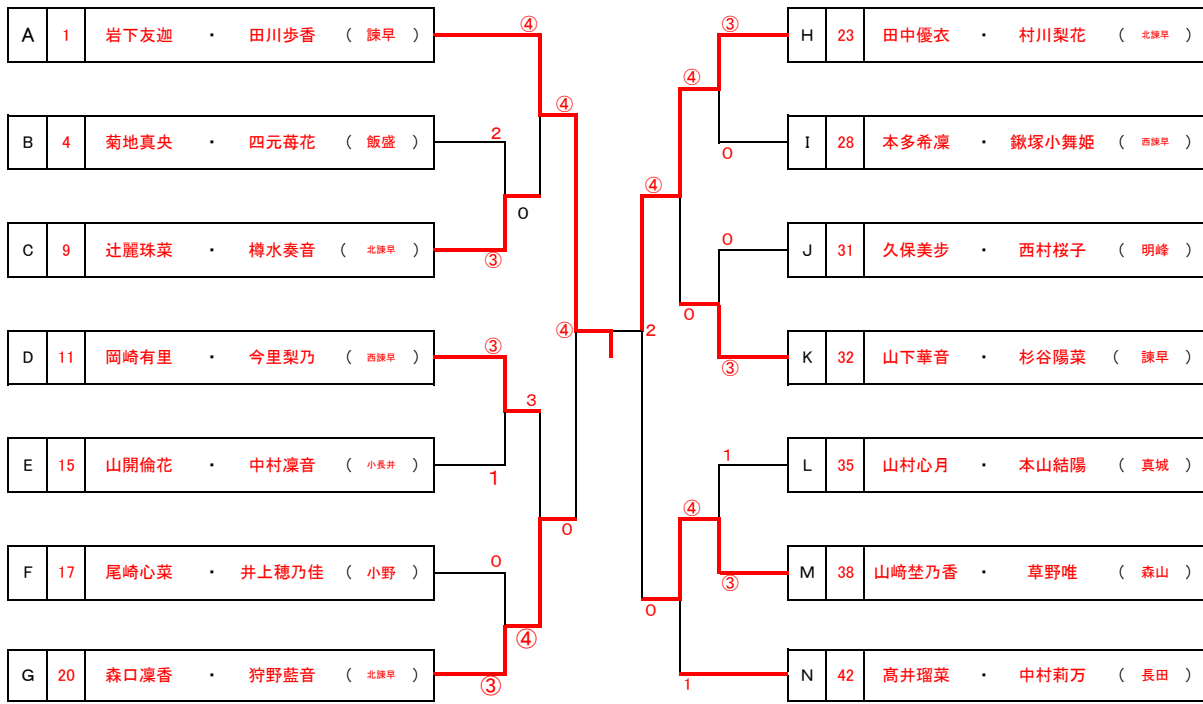 A 1 岩下友迦 ・ 田川歩香 ( 諫早 )
B 4 菊地真央 ・ 四元苺花 ( 飯盛 )
C 9 辻麗珠菜 ・ 樽水奏音 ( 北諫早 )
D 11 岡崎有里 ・ 今里梨乃 ( 西諫早 )
E 15 山開倫花 ・ 中村凜音 ( 小長井 )
F 17 尾崎心菜 ・ 井上穂乃佳 ( 小野 )
G 20 森口凜香 ・ 狩野藍音 ( 北諫早 )
④
④
2
0
③
③
④
3
1
0
0
④
③
③
④
0
④
0
2
0
③
1
④
0
③
1
H 23 田中優衣 ・ 村川梨花 ( 北諫早 )
I 28 本多希凜 ・ 鍬塚小舞姫 ( 西諫早 )
J 31 久保美步 ・ 西村桜子 ( 明峰 )
K 32 山下華音 ・ 杉谷陽菜 ( 諫早 )
L 35 山村心月 ・ 本山結陽 ( 真城 )
M 38 山﨑埜乃香 ・ 草野唯 ( 森山 )
N 42 髙井瑠菜 ・ 中村莉万 ( 長田 )